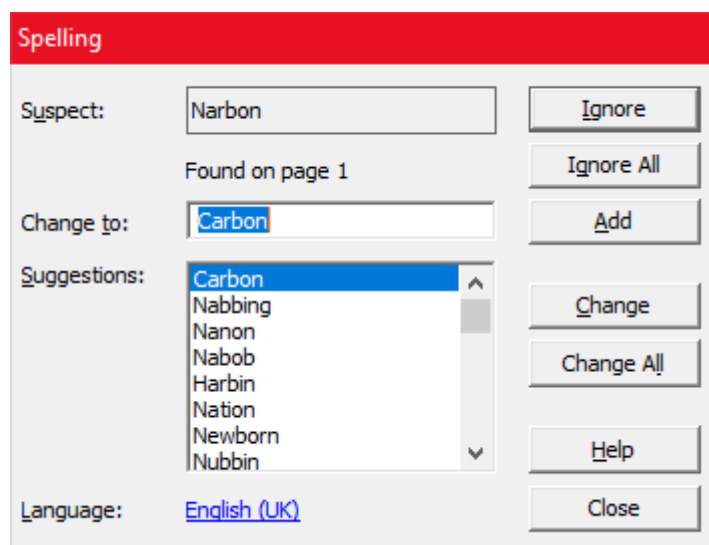 Spelling
Suspect: Narbon Ignore
Found on page 1 Ignore All
Change to: Carbon Add
Suggestions: Carbon
Nabbing
Nanon Change
Nabob
Harbin Change All
Nation
Newborn Help
Nubbin
Language: English (UK) Close